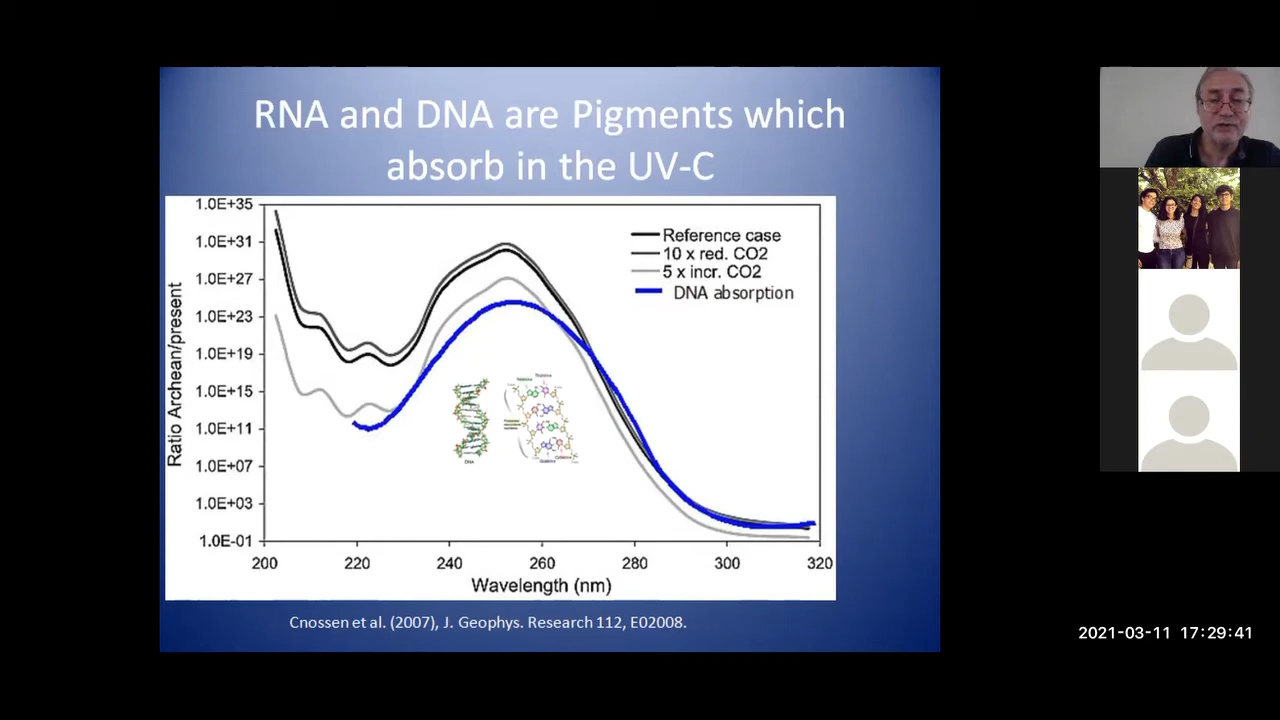 RNA and DNA are Pigments which
absorb in the UV-C
Ratio Archean/present
1.0E+35
1.0E+31
1.0E+27
1.0E+23
1.0E+19
1.0E+15
1.0E+11
1.0E+07
1.0E+03
1.0E-01
Reference case
10 x red. CO2
5 x incr. CO2
DNA absorption
DNA
200 220 240 260 280 300 320
Wavelength (nm)
Cnossen et al. (2007), J. Geophys. Research 112, E02008.
2021-03-11 17:29:41